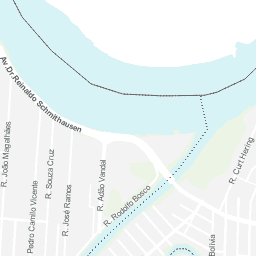 Av.Dr.Reinaldo Schmithausen
R. João Magalhães
Pedro Camilo Vicente
R. Souza Cruz
R. José Ramos
R. Adão Vandal
R. Rodolfo Bosco
R. Curt Hering
Bolívia